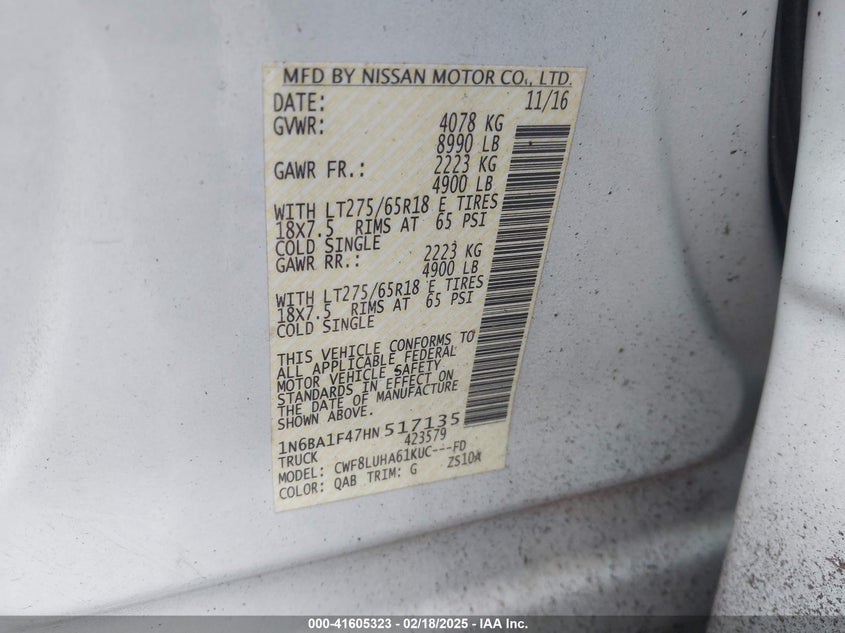 MFD BY NISSAN MOTOR CO., LTD.
DATE: 11/16
GVWR: 4078 KG
8990 LB
GAWR FR.: 2223 KG
4900 LB
WITH LT275/65R18 E TIRES
18X7.5 RIMS AT 65 PSI
COLD SINGLE
GAWR RR.: 2223 KG
4900 LB
WITH LT275/65R18 E TIRES
18X7.5 RIMS AT 65 PSI
COLD SINGLE
THIS VEHICLE CONFORMS TO
ALL APPLICABLE FEDERAL
MOTOR VEHICLE SAFETY
STANDARDS IN EFFECT ON
THE DATE OF MANUFACTURE
SHOWN ABOVE.
1N6BA1F47HN 517135
TRUCK 423579
MODEL: CWF8LUHA61KUC---FD
COLOR: QAB TRIM: G ZS10A
000-41605323 - 02/18/2025 - IAA Inc.